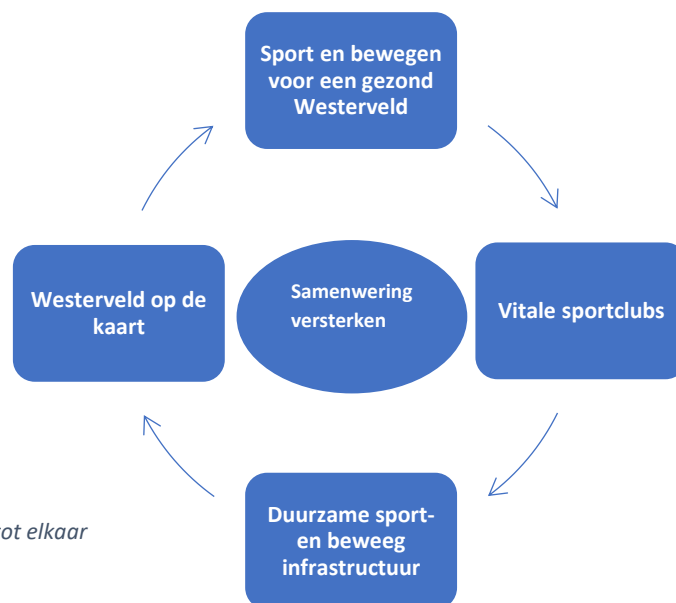 Sport en bewegen
voor een gezond
Westerveld
Westerveld op de
kaart
Samenwering
versterken
Vitale sportclubs
Duurzame sport-
en beweeg
infrastructuur
ot elkaar